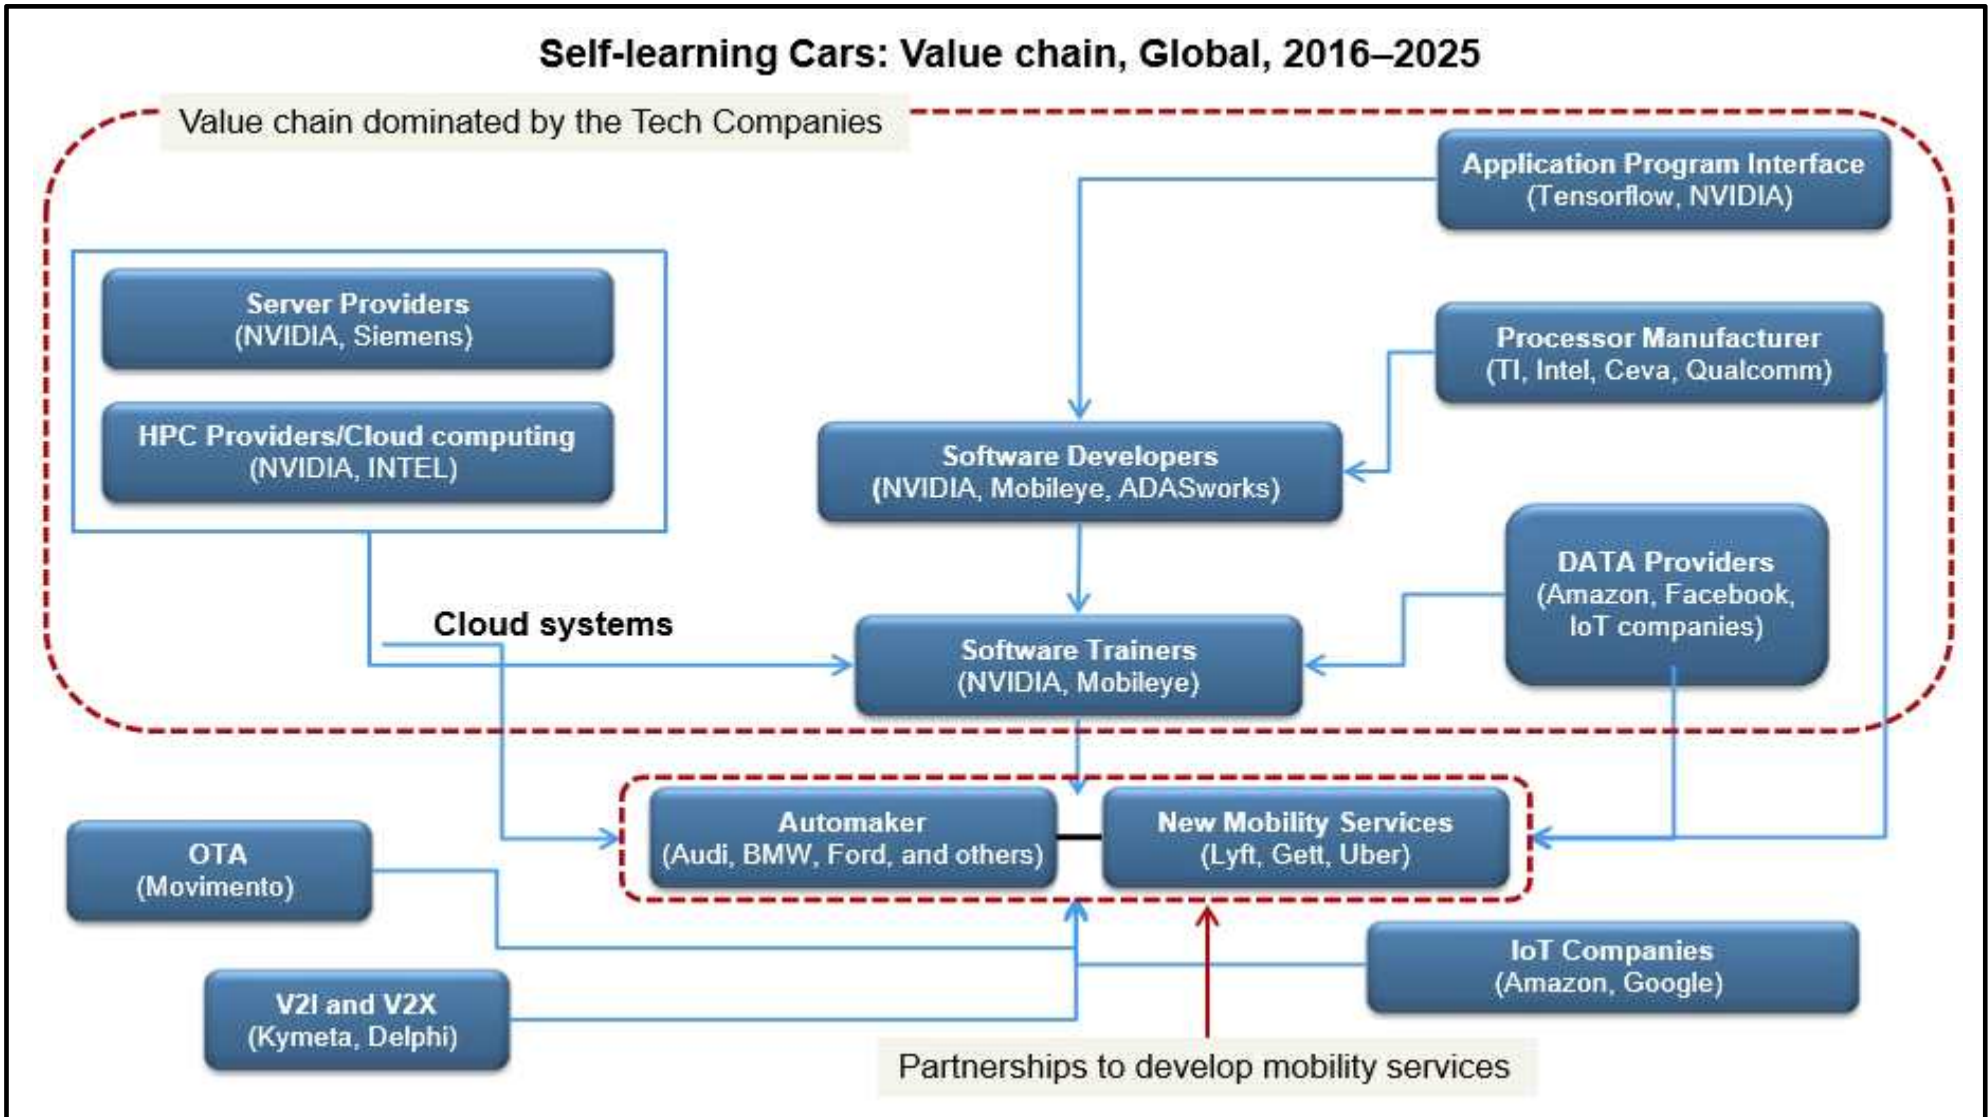 Self-learning Cars: Value chain, Global, 2016–2025
Value chain dominated by the Tech Companies
Application Program Interface
(Tensorflow, NVIDIA)
Server Providers
(NVIDIA, Siemens)
Processor Manufacturer
(TI, Intel, Ceva, Qualcomm)
HPC Providers/Cloud computing
(NVIDIA, INTEL)
Software Developers
(NVIDIA, Mobileye, ADASworks)
DATA Providers
(Amazon, Facebook,
IoT companies)
Cloud systems
Software Trainers
(NVIDIA, Mobileye)
Automaker
(Audi, BMW, Ford, and others)
New Mobility Services
(Lyft, Gett, Uber)
OTA
(Movimento)
IoT Companies
(Amazon, Google)
V2I and V2X
(Kymeta, Delphi)
Partnerships to develop mobility services